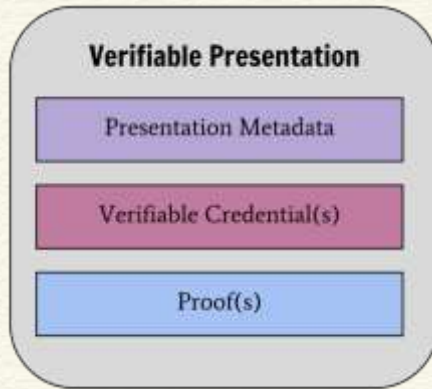 Verifiable Presentation
Presentation Metadata
Verifiable Credential(s)
Proof(s)